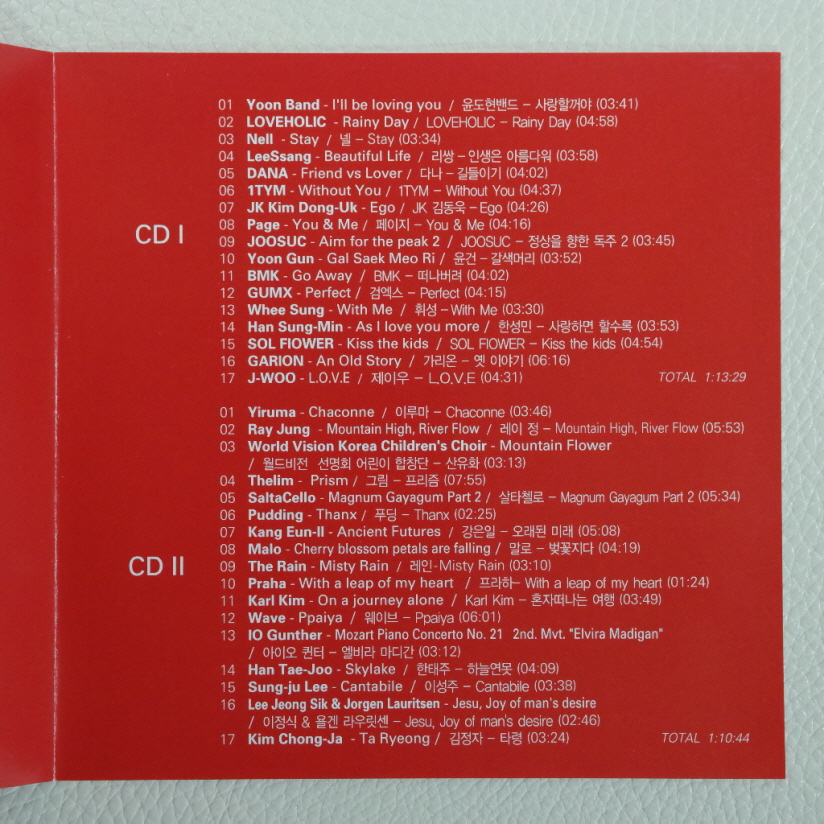 CD I
01 Yoon Band - I'll be loving you / 윤도현밴드 – 사랑할꺼야 (03:41)
02 LOVEHOLIC - Rainy Day / LOVEHOLIC – Rainy Day (04:58)
03 Nell - Stay / 넬 – Stay (03:34)
04 LeeSsang - Beautiful Life / 리쌍 – 인생은 아름다워 (03:58)
05 DANA - Friend vs Lover / 다나 – 길들이기 (04:02)
06 1TYM - Without You / 1TYM – Without You (04:37)
07 JK Kim Dong-Uk - Ego / JK 김동욱 – Ego (04:26)
08 Page - You & Me / 페이지 – You & Me (04:16)
09 JOOSUC - Aim for the peak 2 / JOOSUC – 정상을 향한 독주 2 (03:45)
10 Yoon Gun - Gal Saek Meo Ri / 윤건 – 갈색머리 (03:52)
11 BMK - Go Away / BMK – 떠나버려 (04:02)
12 GUMX - Perfect / 검엑스 – Perfect (04:15)
13 Whee Sung - With Me / 휘성 – With Me (03:30)
14 Han Sung-Min - As I love you more / 한성민 – 사랑하면 할수록 (03:53)
15 SOL FIOWER - Kiss the kids / SOL FIOWER – Kiss the kids (04:54)
16 GARION - An Old Story / 가리온 – 옛 이야기 (06:16)
17 J-WOO - L.O.V.E / 제이우 – L.O.V.E (04:31) TOTAL 1:13:29
CD II
01 Yiruma - Chaconne / 이루마 – Chaconne (03:46)
02 Ray Jung - Mountain High, River Flow / 레이 정 – Mountain High, River Flow (05:53)
03 World Vision Korea Children's Choir - Mountain Flower
/ 월드비전 선명회 어린이 합창단 – 산유화 (03:13)
04 Thelim - Prism / 그림 – 프리즘 (07:55)
05 SaltaCello - Magnum Gayagum Part 2 / 살타첼로 – Magnum Gayagum Part 2 (05:34)
06 Pudding - Thanx / 푸딩 – Thanx (02:25)
07 Kang Eun-Il - Ancient Futures / 강은일 – 오래된 미래 (05:08)
08 Malo - Cherry blossom petals are falling / 말로 – 벚꽃지다 (04:19)
09 The Rain - Misty Rain / 레인-Misty Rain (03:10)
10 Praha - With a leap of my heart / 프라하– With a leap of my heart (01:24)
11 Karl Kim - On a journey alone / Karl Kim – 혼자떠나는 여행 (03:49)
12 Wave - Ppaiya / 웨이브 – Ppaiya (06:01)
13 IO Gunther - Mozart Piano Concerto No. 21 2nd. Mvt. "Elvira Madigan"
/ 아이오 퀸터 – 엘비라 마디간 (03:12)
14 Han Tae-Joo - Skylake / 한태주 – 하늘연못 (04:09)
15 Sung-ju Lee - Cantabile / 이성주 – Cantabile (03:38)
16 Lee Jeong Sik & Jorgen Lauritsen - Jesu, Joy of man's desire
/ 이정식 & 욜겐 라우릿센 – Jesu, Joy of man's desire (02:46)
17 Kim Chong-Ja - Ta Ryeong / 김정자 – 타령 (03:24) TOTAL 1:10:44